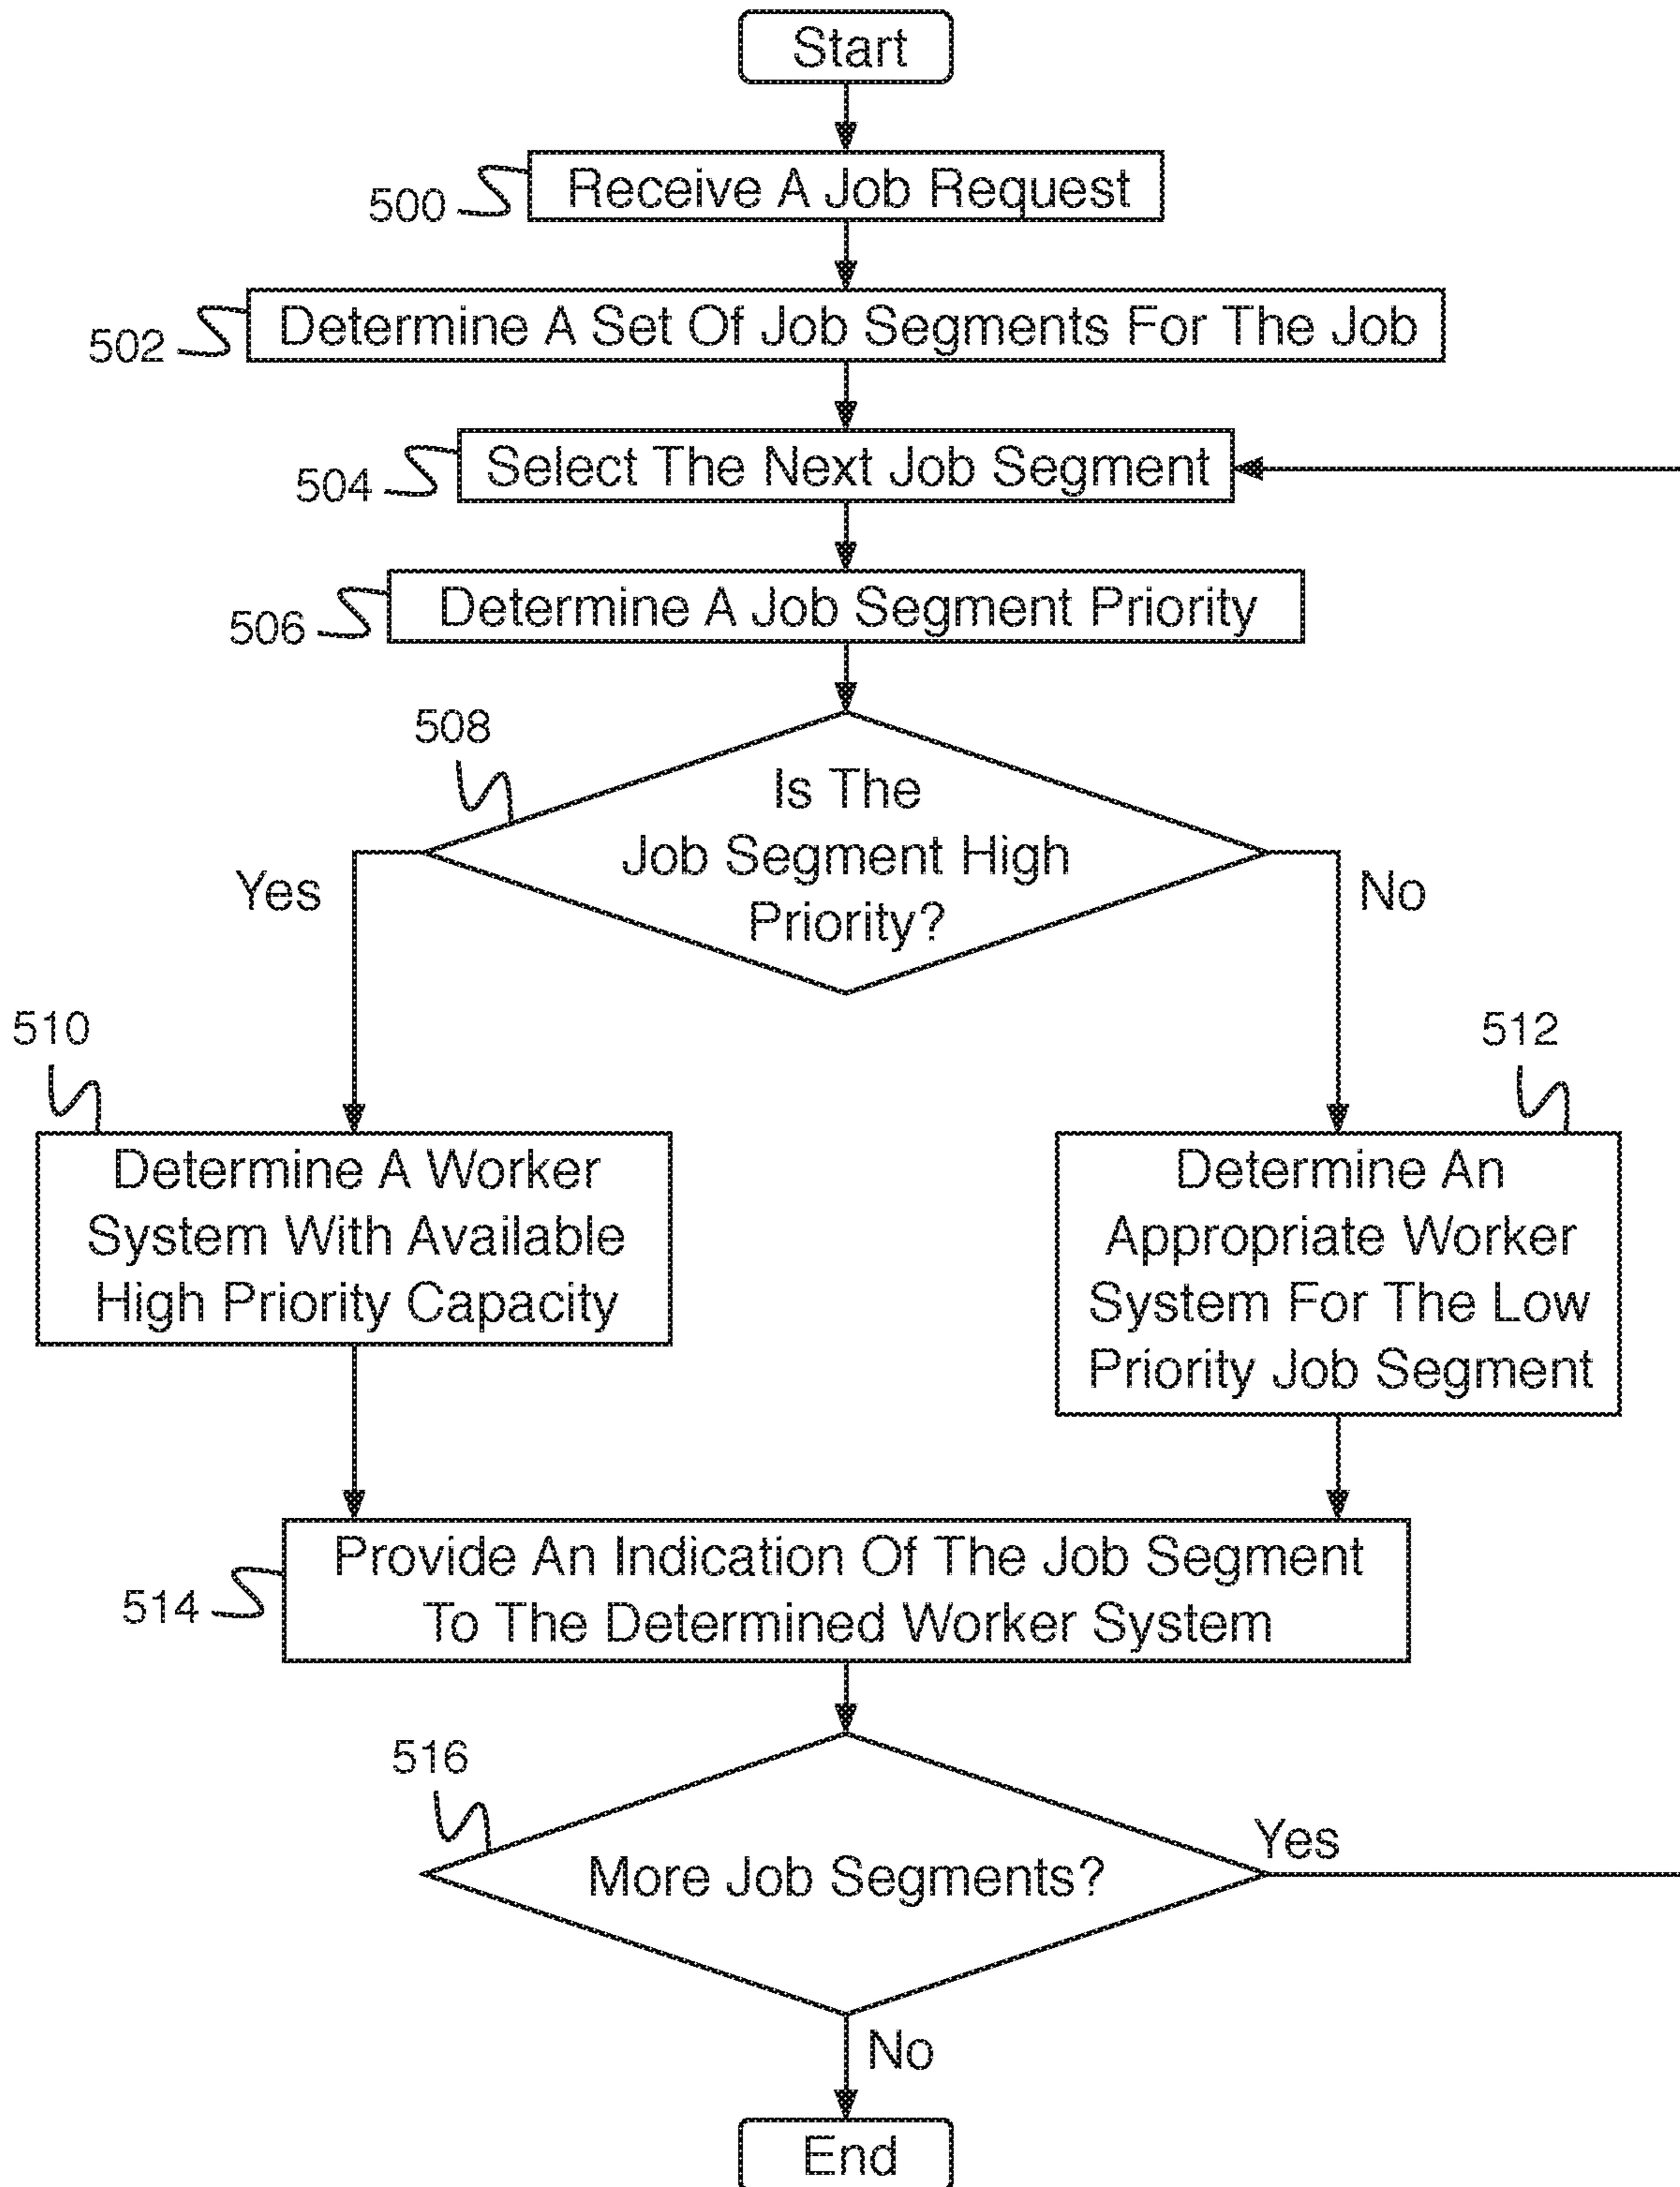 Start
500
Receive A Job Request
502
Determine A Set Of Job Segments For The Job
504
Select The Next Job Segment
506
Determine A Job Segment Priority
508
Is The
Job Segment High
Priority?
Yes
No
510
Determine A Worker
System With Available
High Priority Capacity
512
Determine An
Appropriate Worker
System For The Low
Priority Job Segment
514
Provide An Indication Of The Job Segment
To The Determined Worker System
516
More Job Segments?
Yes
No
End